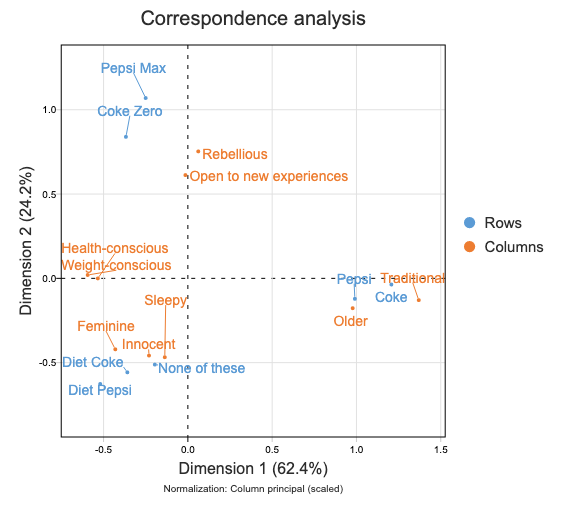 Correspondence analysis
Pepsi Max
Coke Zero
Rebellious
Open to new experiences
Health-conscious
Weight-conscious
Sleepy
Feminine
Innocent
Diet Coke
None of these
Diet Pepsi
Pepsi
Traditional
Coke
Older
1.0
0.5
0.0
-0.5
-0.5
0.0
0.5
1.0
1.5
Dimension 2 (24.2%)
Dimension 1 (62.4%)
Normalization: Column principal (scaled)
Rows
Columns